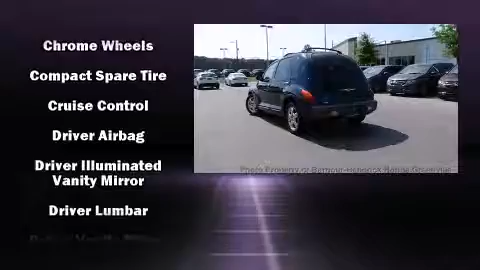 Chrome Wheels
Compact Spare Tire
Cruise Control
Driver Airbag
Driver Illuminated
Vanity Mirror
Driver Lumbar